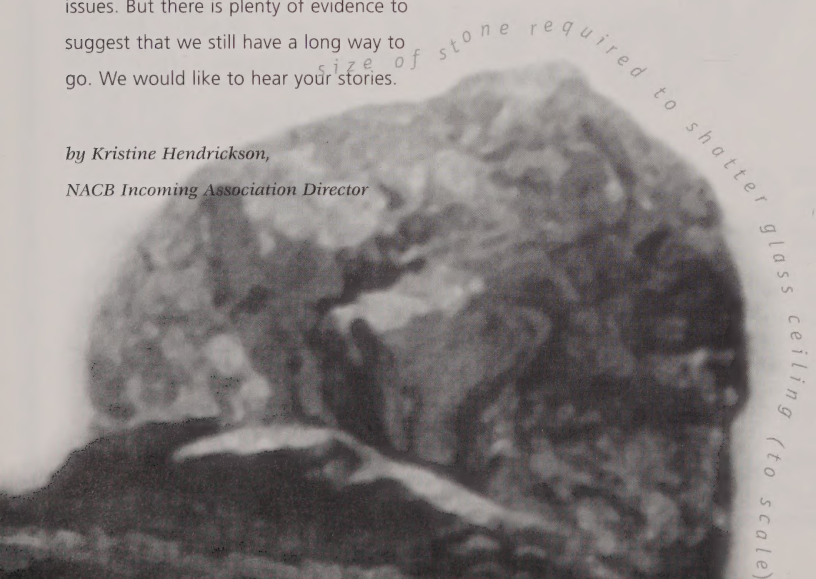 issues. But there is plenty of evidence to
suggest that we still have a long way to
go. We would like to hear your stories.
by Kristine Hendrickson,
NACB Incoming Association Director
size of stone required to shatter glass ceiling (to scale)